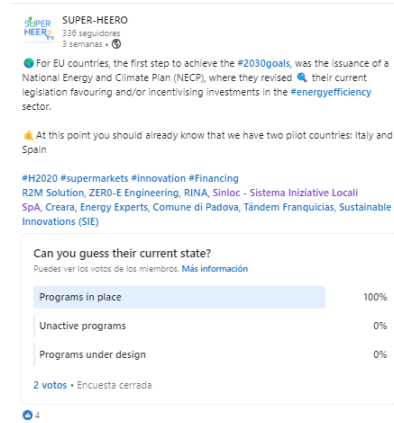 SUPER HEERO
SUPER-HEERO
336 seguidores
3 semanas •
For EU countries, the first step to achieve the #2030goals, was the issuance of a
National Energy and Climate Plan (NECP), where they revised their current
legislation favouring and/or incentivising investments in the #energyefficiency
sector.
At this point you should already know that we have two pilot countries: Italy and
Spain
#H2020 #supermarkets #innovation #Financing
R2M Solution, ZER0-E Engineering, RINA, Sinloc - Sistema Iniziative Locali
SpA, Creara, Energy Experts, Comune di Padova, Tándem Franquicias, Sustainable
Innovations (SIE)
Can you guess their current state?
Puedes ver los votos de los miembros. Más información
Programs in place 100%
Unactive programs 0%
Programs under design 0%
2 votos • Encuesta cerrada
4